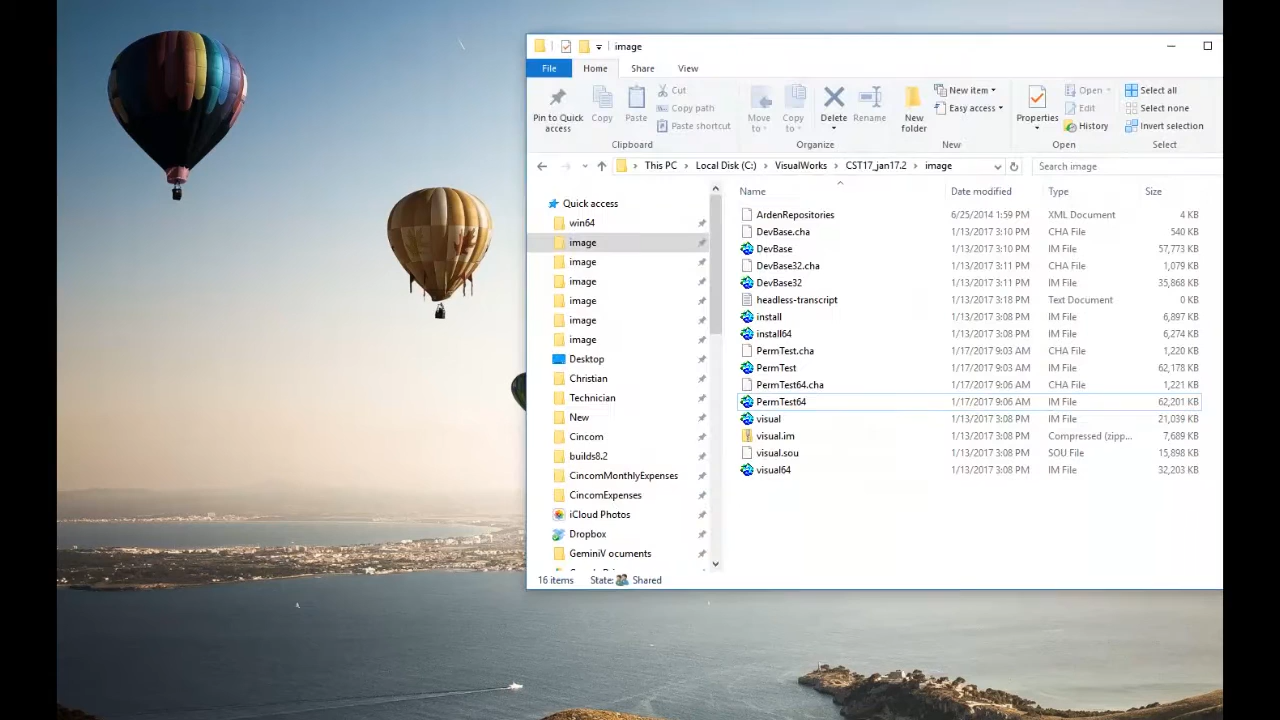 image
File Home Share View
Pin to Quick access
Copy
Paste
Cut
Copy path
Paste shortcut
Clipboard
Move to
Copy to
Delete
Rename
Organize
New folder
New item
Easy access
New
Properties
Open
Edit
History
Open
Select all
Select none
Invert selection
Select
This PC Local Disk (C:) VisualWorks CST17_jan17.2 image
Search image
Quick access
win64
image
image
image
image
image
image
Desktop
Christian
Technician
New
Cincom
builds8.2
CincomMonthlyExpenses
CincomExpenses
iCloud Photos
Dropbox
GeminiV ocuments
Name Date modified Type Size
ArdenRepositories 6/25/2014 1:59 PM XML Document 4 KB
DevBase.cha 1/13/2017 3:10 PM CHA File 540 KB
DevBase 1/13/2017 3:10 PM IM File 57,773 KB
DevBase32.cha 1/13/2017 3:11 PM CHA File 1,079 KB
DevBase32 1/13/2017 3:11 PM IM File 35,868 KB
headless-transcript 1/13/2017 3:18 PM Text Document 0 KB
install 1/13/2017 3:08 PM IM File 6,897 KB
install64 1/13/2017 3:08 PM IM File 6,274 KB
PermTest.cha 1/17/2017 9:03 AM CHA File 1,220 KB
PermTest 1/17/2017 9:03 AM IM File 62,178 KB
PermTest64.cha 1/17/2017 9:06 AM CHA File 1,221 KB
PermTest64 1/17/2017 9:06 AM IM File 62,201 KB
visual 1/13/2017 3:08 PM IM File 21,039 KB
visual.im 1/13/2017 3:08 PM Compressed (zipp... 7,689 KB
visual.sou 1/13/2017 3:08 PM SOU File 15,898 KB
visual64 1/13/2017 3:08 PM IM File 32,203 KB
16 items State: Shared